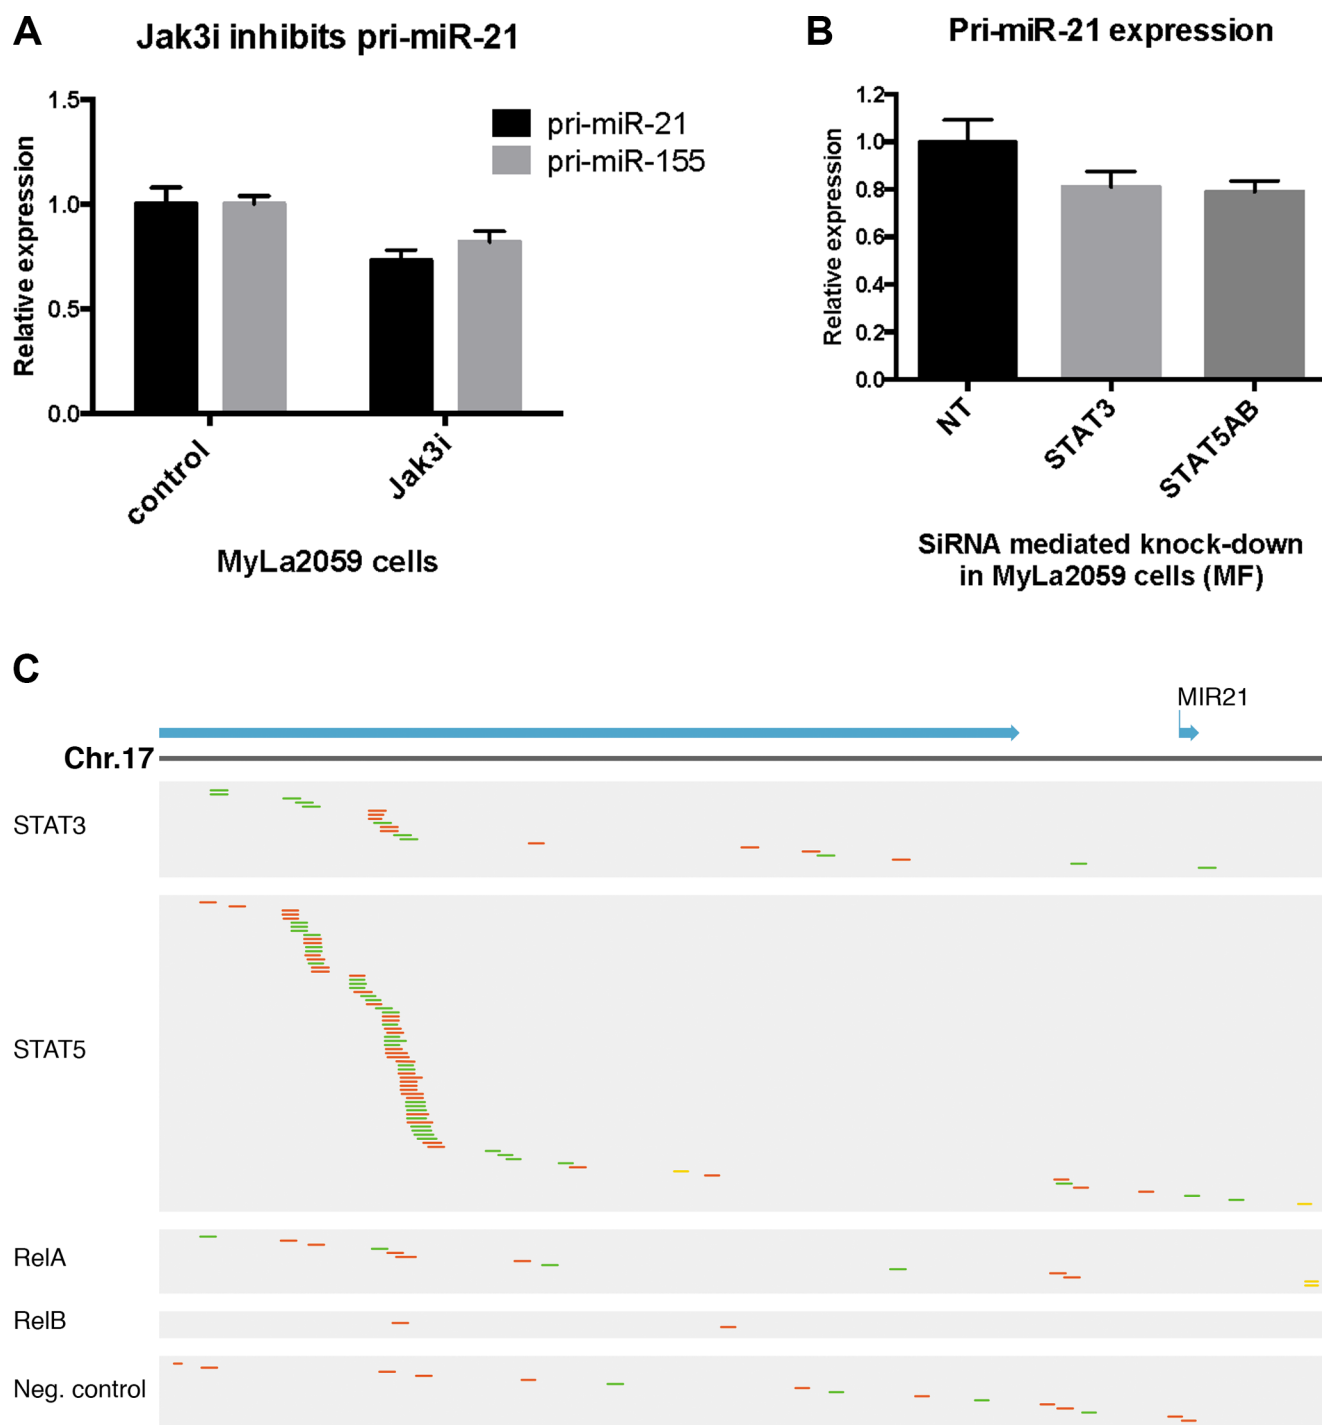 A
Jak3i inhibits pri-miR-21
1.5
1.0
0.5
0.0
Relative expression
pri-miR-21
pri-miR-155
control
Jak3i
MyLa2059 cells
B
Pri-miR-21 expression
1.2
1.0
0.8
0.6
0.4
0.2
0.0
Relative expression
NT
STAT3
STAT5AB
SiRNA mediated knock-down
in MyLa2059 cells (MF)
C
MIR21
Chr.17
STAT3
STAT5
RelA
RelB
Neg. control